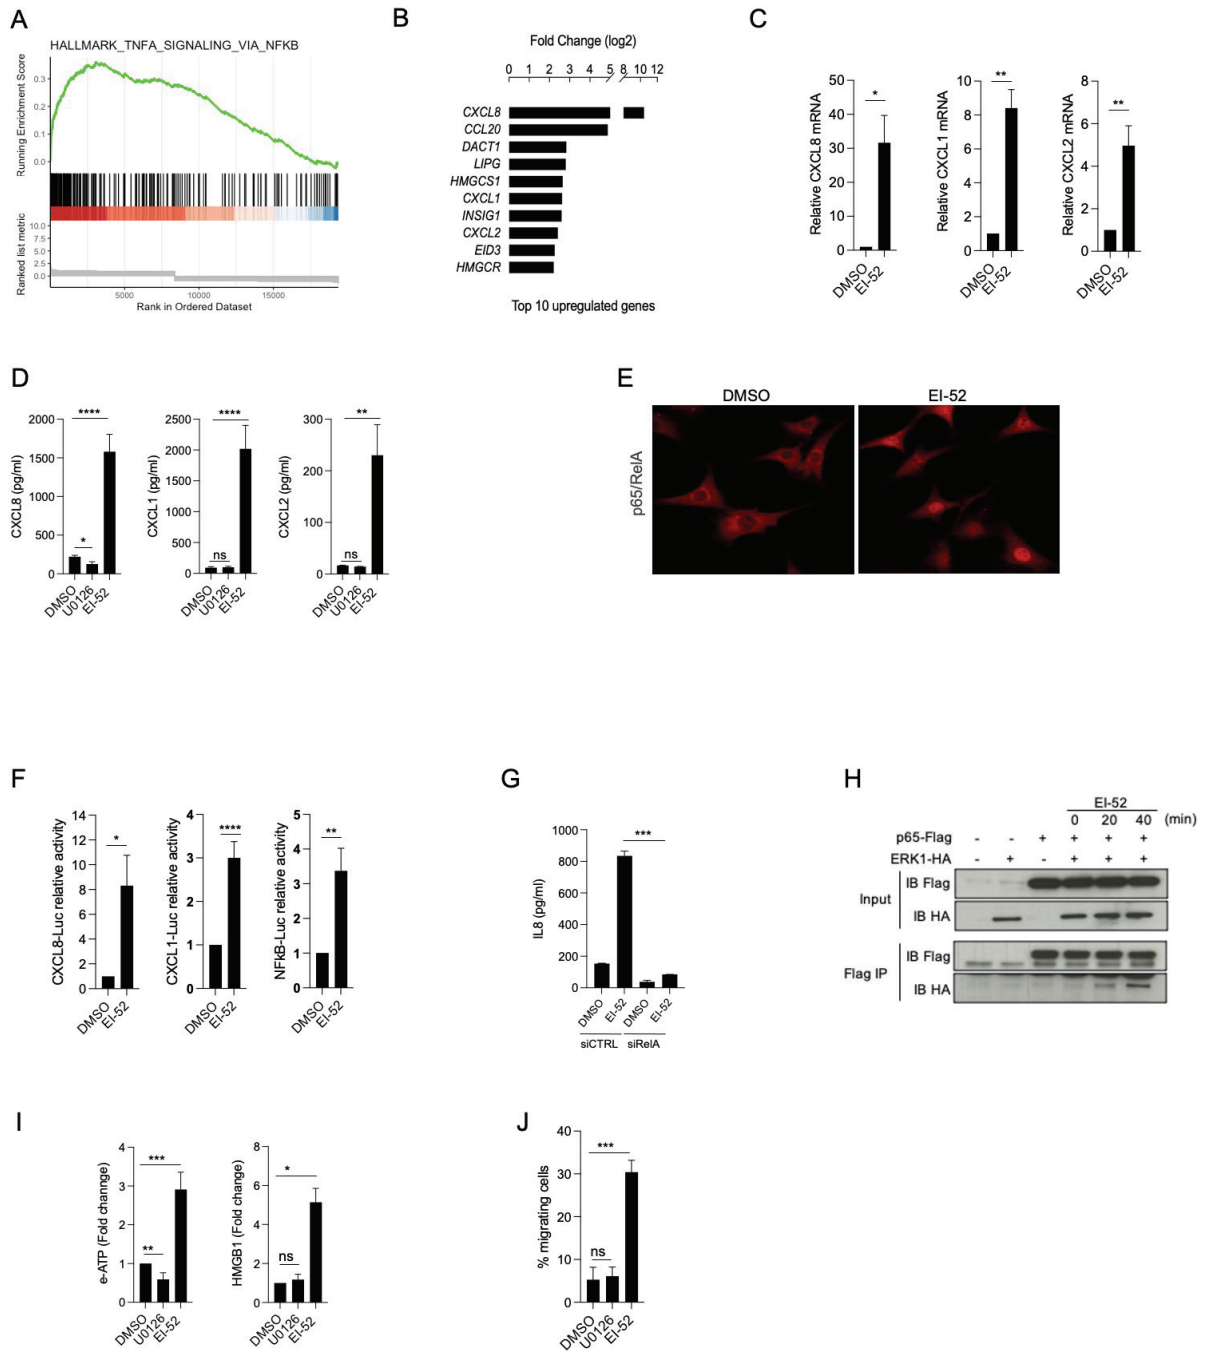 A
HALLMARK_TNFA_SIGNALING_VIA_NFKB
Running Enrichment Score
0.3
0.2
0.1
0.0
Ranked list metric
10.0
7.5
5.0
2.5
0.0
5000
10000
15000
Rank in Ordered Dataset
B
Fold Change (log2)
0 1 2 3 4 5 8 10 12
CXCL8
CCL20
DACT1
LIPG
HMGCS1
CXCL1
INSIG1
CXCL2
EID3
HMGCR
Top 10 upregulated genes
C
Relative CXCL8 mRNA
50
40
30
20
10
0
*
DMSO
EI-52
Relative CXCL1 mRNA
10
8
6
4
2
0
**
DMSO
EI-52
Relative CXCL2 mRNA
8
6
4
2
0
**
DMSO
EI-52
D
CXCL8 (pg/ml)
2000
1500
1000
500
0
****
*
DMSO
U0126
EI-52
CXCL1 (pg/ml)
2500
2000
1500
1000
500
0
****
ns
DMSO
U0126
EI-52
CXCL2 (pg/ml)
300
200
100
0
**
ns
DMSO
U0126
EI-52
E
DMSO
EI-52
p65/RelA
F
CXCL8-Luc relative activity
14
12
10
8
6
4
2
0
*
DMSO
EI-52
CXCL1-Luc relative activity
4
3
2
1
0
****
DMSO
EI-52
NFkB-Luc relative activity
5
4
3
2
1
0
**
DMSO
EI-52
G
IL8 (pg/ml)
1000
800
600
400
200
0
***
DMSO
EI-52
DMSO
EI-52
siCTRL siRelA
H
EI-52
0 20 40 (min)
p65-Flag - - + + + +
ERK1-HA - + - + + +
Input
IB Flag
IB HA
Flag IP
IB Flag
IB HA
I
e-ATP (Fold channge)
4
3
2
1
0
***
**
DMSO
U0126
EI-52
HMGB1 (Fold change)
8
6
4
2
0
*
ns
DMSO
U0126
EI-52
J
% migrating cells
40
30
20
10
0
***
ns
DMSO
U0126
EI-52